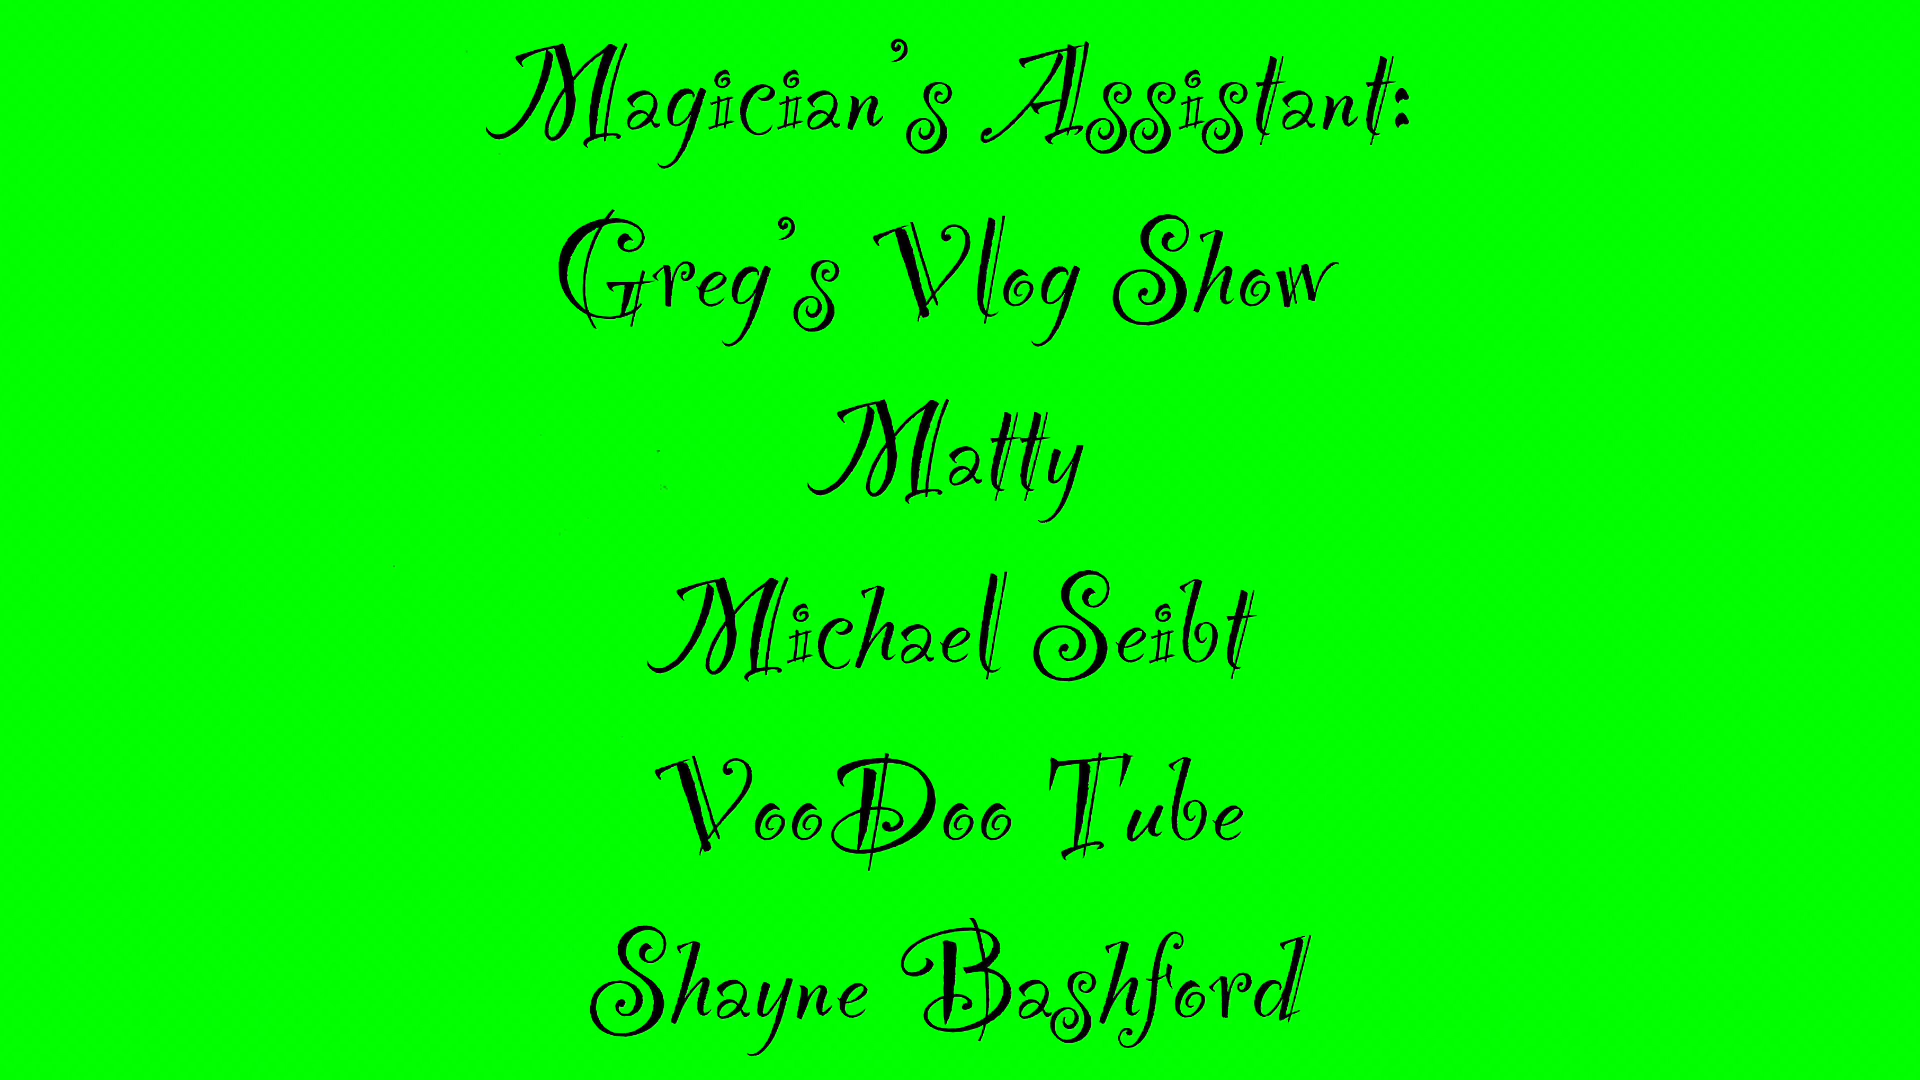 Magician's Assistant:
Greg's Vlog Show
Matty
Michael Seibt
VooDoo Tube
Shayne Bashford